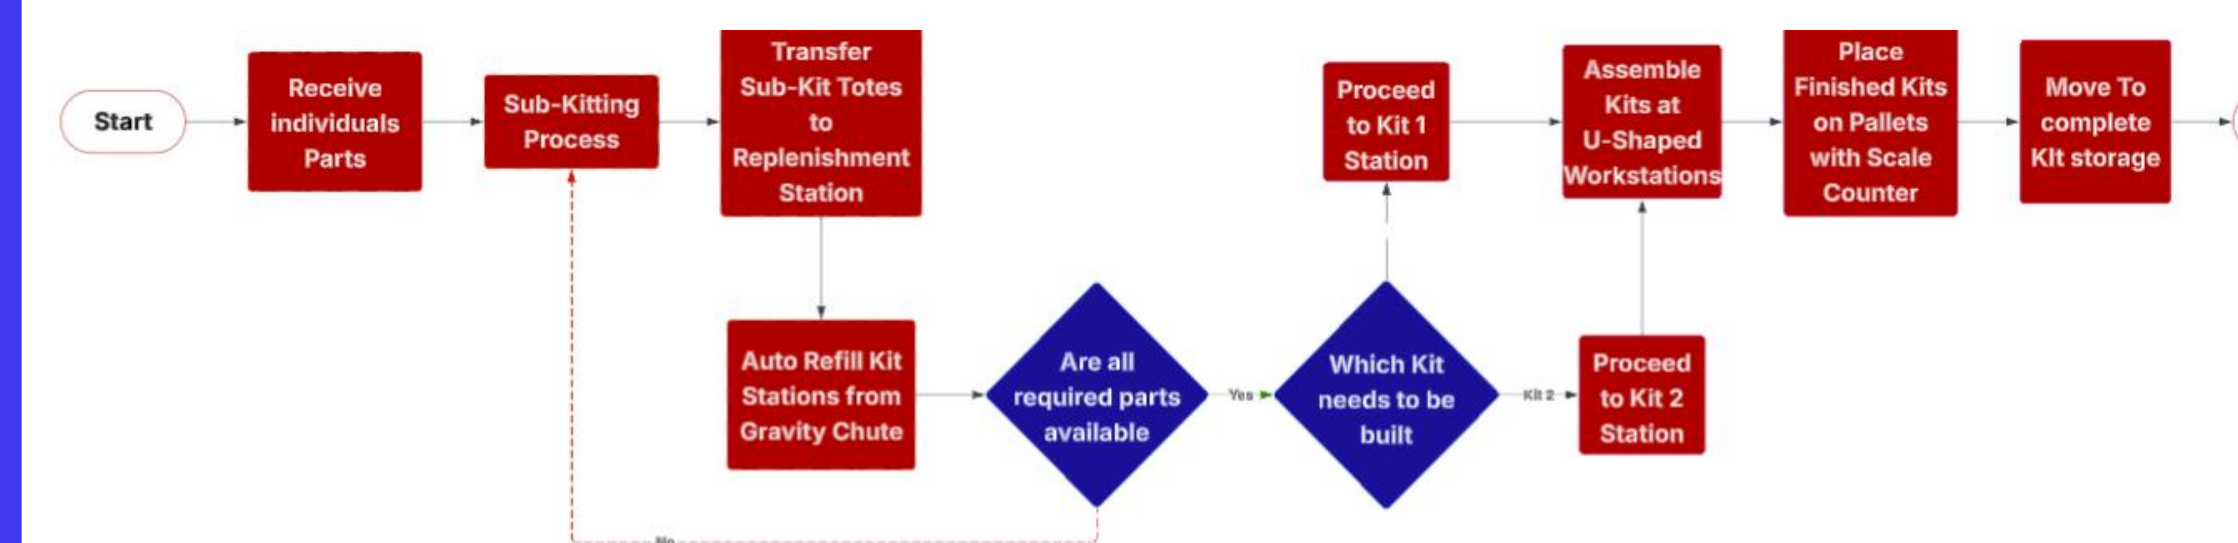 Start
Receive
individuals
Parts
Sub-Kitting
Process
Transfer
Sub-Kit Totes
to
Replenishment
Station
Auto Refill Kit
Stations from
Gravity Chute
Are all
required parts
available
No
Yes
Which Kit
needs to be
built
Kit 2
Proceed
to Kit 1
Station
Proceed
to Kit 2
Station
Assemble
Kits at
U-Shaped
Workstations
Place
Finished Kits
on Pallets
with Scale
Counter
Move To
complete
KIt storage